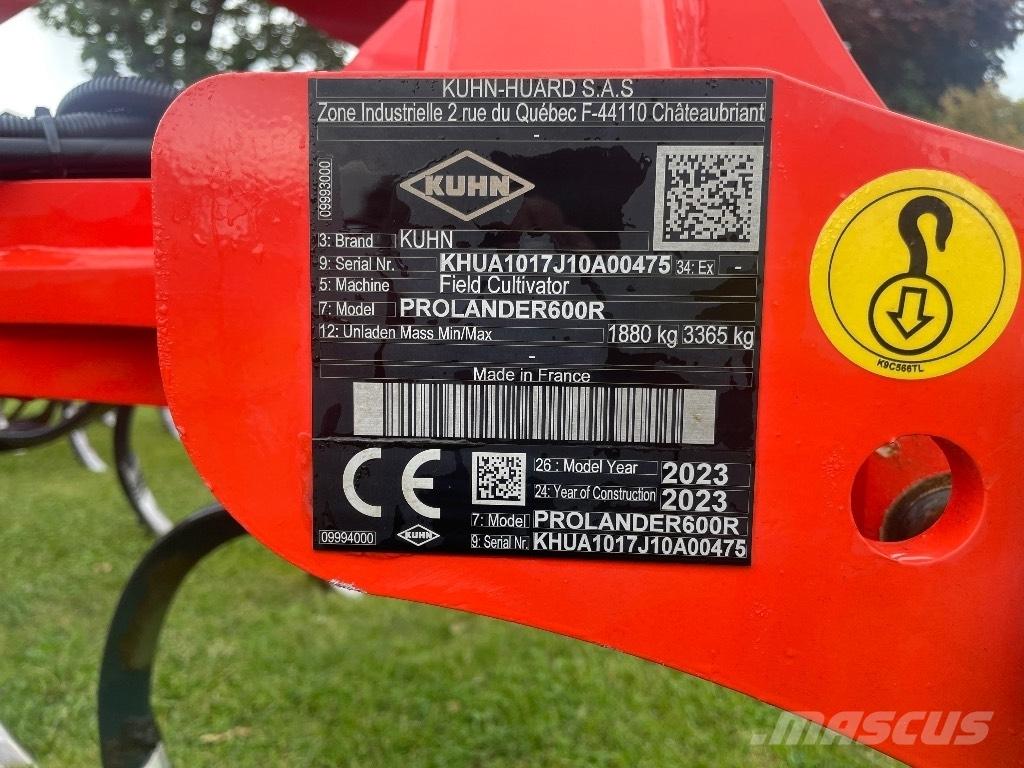 KUHN-HUARD S.A.S
Zone Industrielle 2 rue du Québec F-44110 Châteaubriant
-
09993000
KUHN
3: Brand KUHN
9: Serial Nr. KHUA1017J10A00475 34: Ex -
5: Machine Field Cultivator
7: Model PROLANDER600R
12: Unladen Mass Min/Max 1880 kg 3365 kg
-
Made in France
CE
26 : Model Year 2023
24: Year of Construction 2023
7: Model PROLANDER600R
09994000 KUHN 9: Serial Nr. KHUA1017J10A00475
K9C566TL
MASCUS